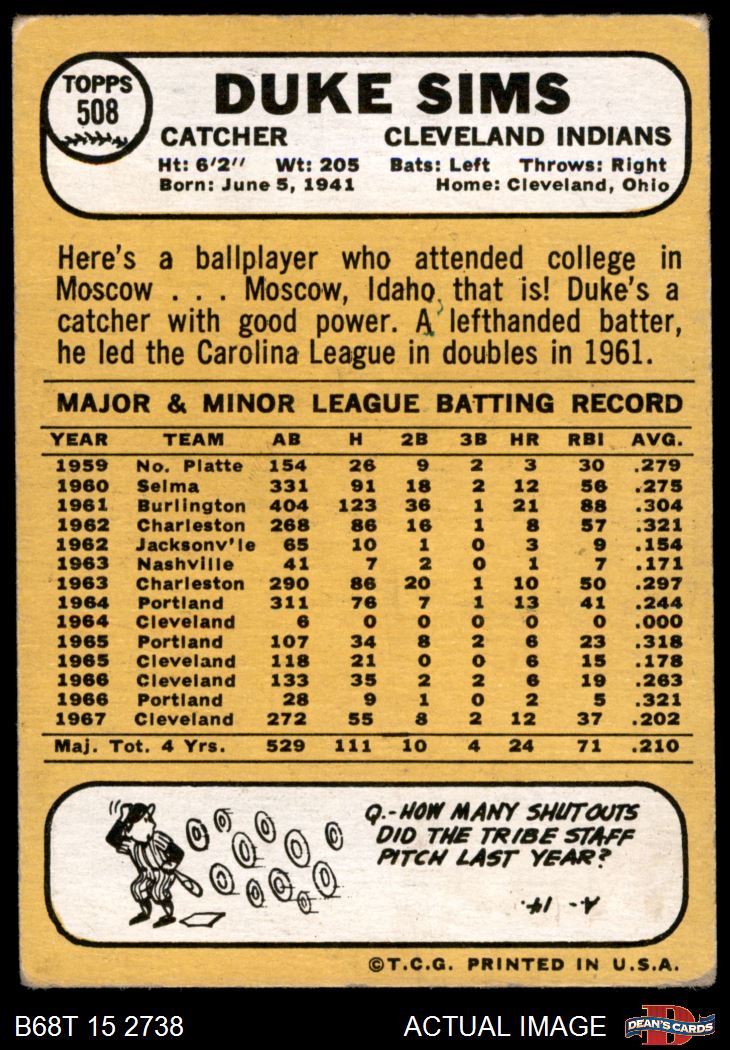 TOPPS
508
DUKE SIMS
CATCHER CLEVELAND INDIANS
Ht: 6'2" Wt: 205 Bats: Left Throws: Right
Born: June 5, 1941 Home: Cleveland, Ohio
Here's a ballplayer who attended college in
Moscow . . . Moscow, Idaho, that is! Duke's a
catcher with good power. A lefthanded batter,
he led the Carolina League in doubles in 1961.
MAJOR & MINOR LEAGUE BATTING RECORD
YEAR TEAM AB H 2B 3B HR RBI AVG.
1959 No. Platte 154 26 9 2 3 30 .279
1960 Selma 331 91 18 2 12 56 .275
1961 Burlington 404 123 36 1 21 88 .304
1962 Charleston 268 86 16 1 8 57 .321
1962 Jacksonv'le 65 10 1 0 3 9 .154
1963 Nashville 41 7 2 0 1 7 .171
1963 Charleston 290 86 20 1 10 50 .297
1964 Portland 311 76 7 1 13 41 .244
1964 Cleveland 6 0 0 0 0 0 .000
1965 Portland 107 34 8 2 6 23 .318
1965 Cleveland 118 21 0 0 6 15 .178
1966 Cleveland 133 35 2 2 6 19 .263
1966 Portland 28 9 1 0 2 5 .321
1967 Cleveland 272 55 8 2 12 37 .202
Maj. Tot. 4 Yrs. 529 111 10 4 24 71 .210
Q.-HOW MANY SHUTOUTS
DID THE TRIBE STAFF
PITCH LAST YEAR?
A - 14.
©T.C.G. PRINTED IN U.S.A.
B68T 15 2738 ACTUAL IMAGE
D
DEAN'S CARDS